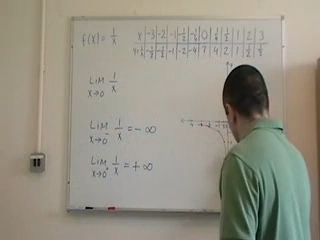 f(x) = 1/x
x | -3 | -2 | -1 | -1/2 | -1/4 | 0 | 1/4 | 1/2 | 1 | 2 | 3
-1/3 | -1/2 | -1 | -2 | -4 | ? | 4 | 2 | 1 | 1/2 | 1/3
LIM 1/x
x→0
LIM 1/x = -∞
x→0⁻
LIM 1/x = +∞
x→0⁺